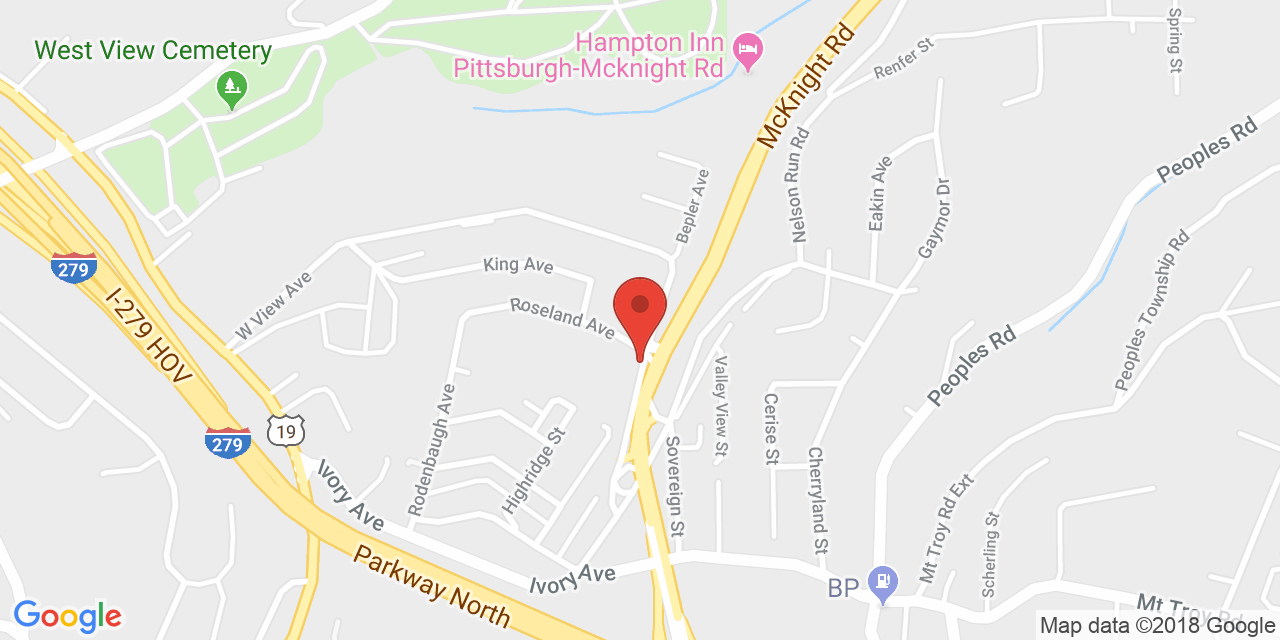 West View Cemetery
Hampton Inn
Pittsburgh-Mcknight Rd
McKnight Rd
Renfer St
Spring St
Peoples Rd
Nelson Run Rd
Eakin Ave
Gaymor Dr
Bepler Ave
279
I-279 HOV
King Ave
W View Ave
Roseland Ave
Peoples Township Rd
Peoples Rd
Valley View St
Cerise St
Rodenbaugh Ave
Highridge St
19
279
Ivory Ave
Sovereign St
Cherryland St
Mt Troy Rd Ext
Scherling St
Parkway North
Ivory Ave
BP
Mt Troy Rd
Google
Map data ©2018 Google